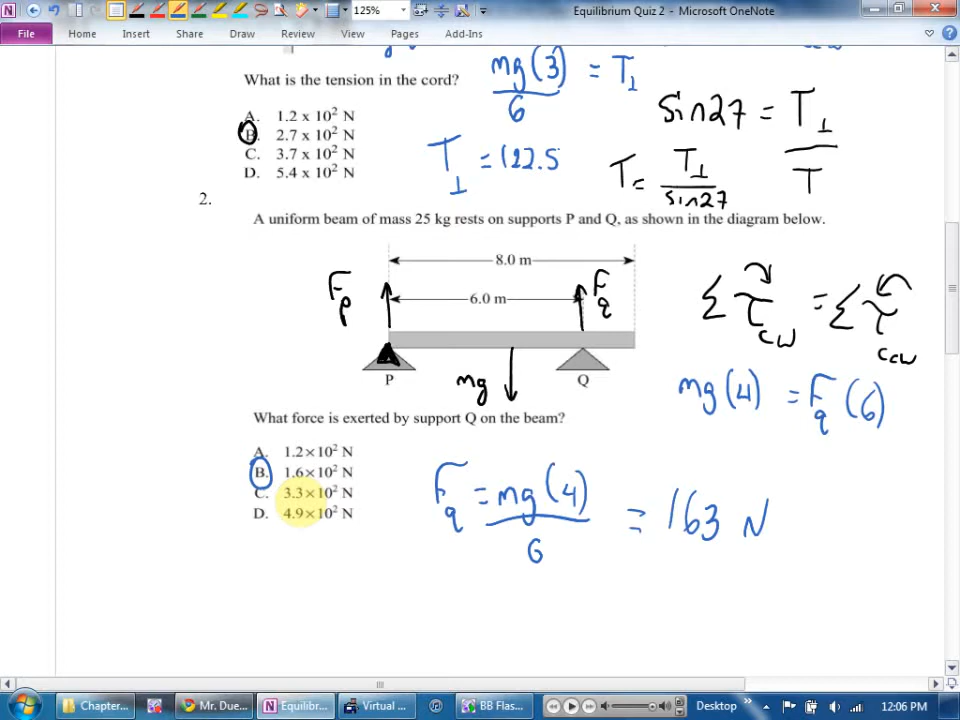 Equilibrium Quiz 2 - Microsoft OneNote
125%
File Home Insert Share Draw Review View Pages Add-Ins
mg(3) = T⊥
6
What is the tension in the cord?
A. 1.2 x 10² N
B. 2.7 x 10² N
C. 3.7 x 10² N
D. 5.4 x 10² N
T⊥ = 122.5
sin27 = T⊥
T
T = T⊥
sin27
2.
A uniform beam of mass 25 kg rests on supports P and Q, as shown in the diagram below.
8.0 m
6.0 m
Fp
Fq
P
mg
Q
Σ τcw = Σ τccw
mg(4) = Fq(6)
What force is exerted by support Q on the beam?
A. 1.2×10² N
B. 1.6×10² N
C. 3.3×10² N
D. 4.9×10² N
Fq = mg(4) = 163 N
6
Chapter... Mr. Due... Equilibri... Virtual ... BB Flas... Desktop 12:06 PM